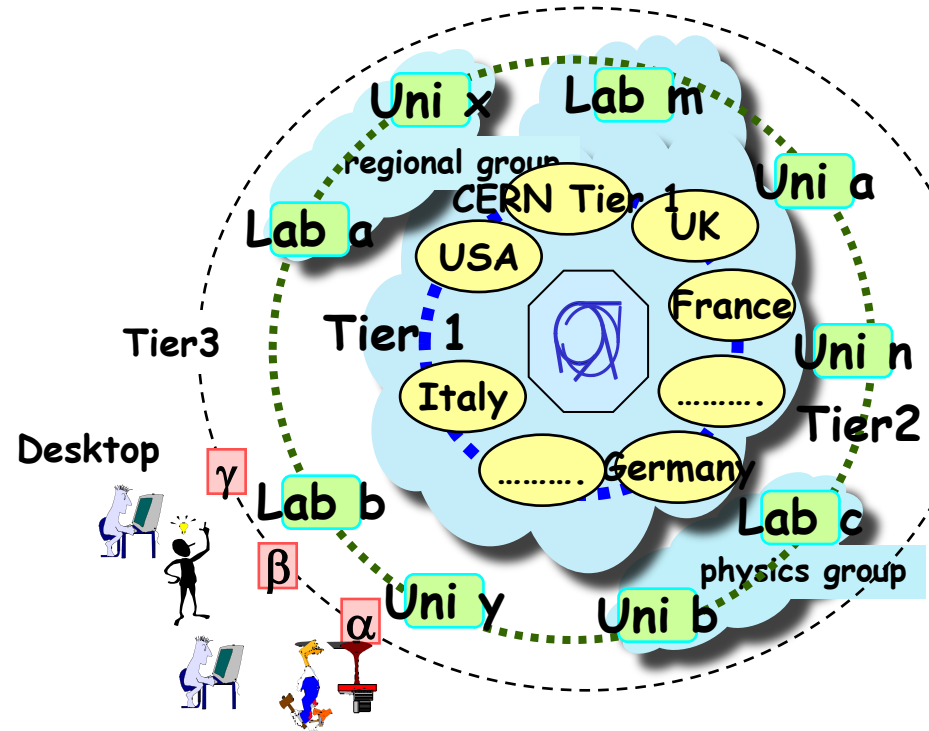 Uni x
Lab m
regional group
Uni a
CERN Tier 1
UK
Lab a
USA
France
Tier 1
Tier3
Uni n
Italy
……….
Tier2
Desktop
γ
……….
Germany
Lab b
Lab c
β
physics group
Uni y
Uni b
α